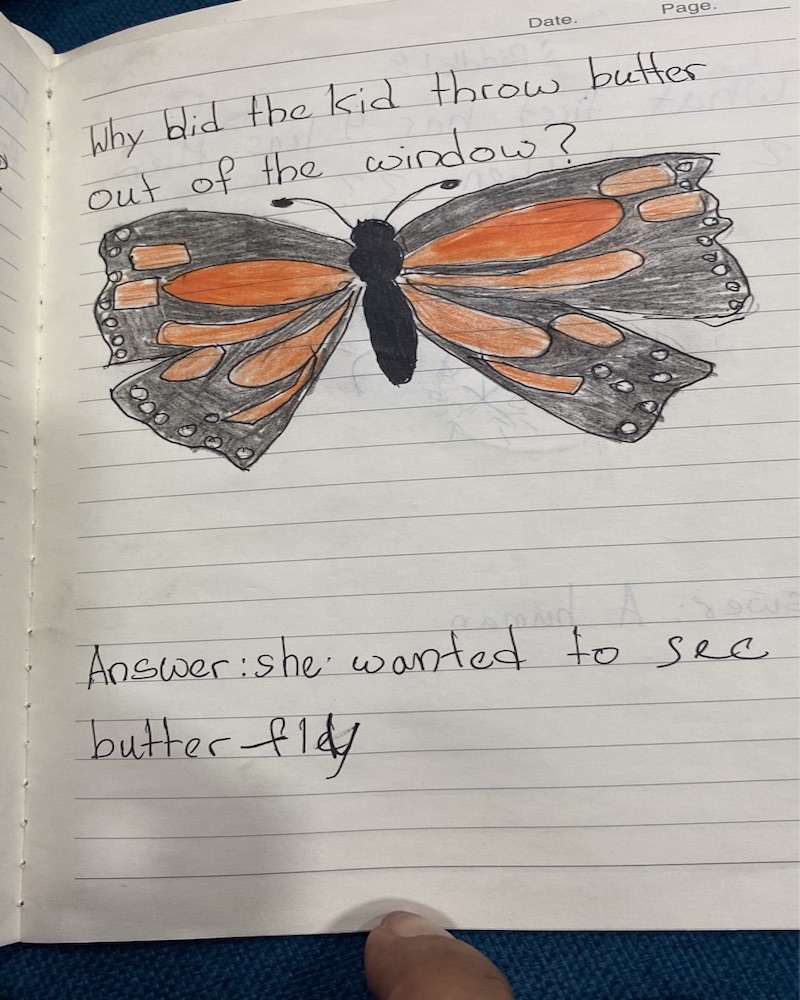 Date. Page.
Why did the kid throw butter
out of the window?
Answer: she wanted to see
butter fly